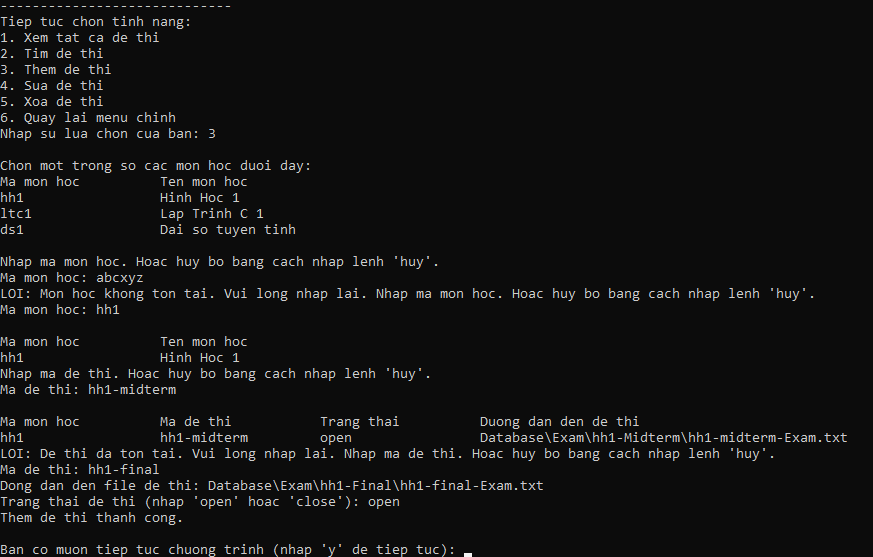 -----------------------------
Tiep tuc chon tinh nang:
1. Xem tat ca de thi
2. Tim de thi
3. Them de thi
4. Sua de thi
5. Xoa de thi
6. Quay lai menu chinh
Nhap su lua chon cua ban: 3
Chon mot trong so cac mon hoc duoi day:
Ma mon hoc          Ten mon hoc
hh1                 Hinh Hoc 1
ltc1                Lap Trinh C 1
ds1                 Dai so tuyen tinh
Nhap ma mon hoc. Hoac huy bo bang cach nhap lenh 'huy'.
Ma mon hoc: abcxyz
LOI: Mon hoc khong ton tai. Vui long nhap lai. Nhap ma mon hoc. Hoac huy bo bang cach nhap lenh 'huy'.
Ma mon hoc: hh1
Ma mon hoc          Ten mon hoc
hh1                 Hinh Hoc 1
Nhap ma de thi. Hoac huy bo bang cach nhap lenh 'huy'.
Ma de thi: hh1-midterm
Ma mon hoc          Ma de thi           Trang thai          Duong dan den de thi
hh1                 hh1-midterm         open                Database\Exam\hh1-Midterm\hh1-midterm-Exam.txt
LOI: De thi da ton tai. Vui long nhap lai. Nhap ma de thi. Hoac huy bo bang cach nhap lenh 'huy'.
Ma de thi: hh1-final
Dong dan den file de thi: Database\Exam\hh1-Final\hh1-final-Exam.txt
Trang thai de thi (nhap 'open' hoac 'close'): open
Them de thi thanh cong.
Ban co muon tiep tuc chuong trinh (nhap 'y' de tiep tuc):